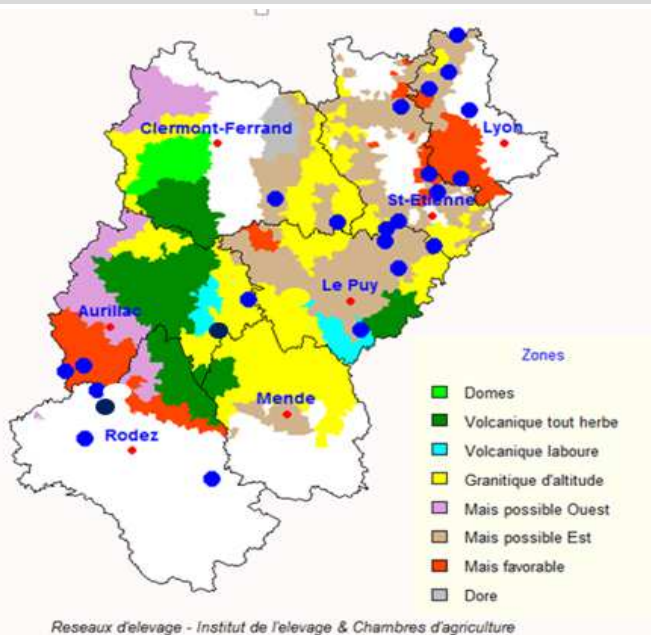 Clermont-Ferrand
Lyon
St-Etienne
Le Puy
Aurillac
Mende
Rodez
Zones
Domes
Volcanique tout herbe
Volcanique laboure
Granitique d'altitude
Mais possible Ouest
Mais possible Est
Mais favorable
Dore
Reseaux d'elevage - Institut de l'elevage & Chambres d'agriculture